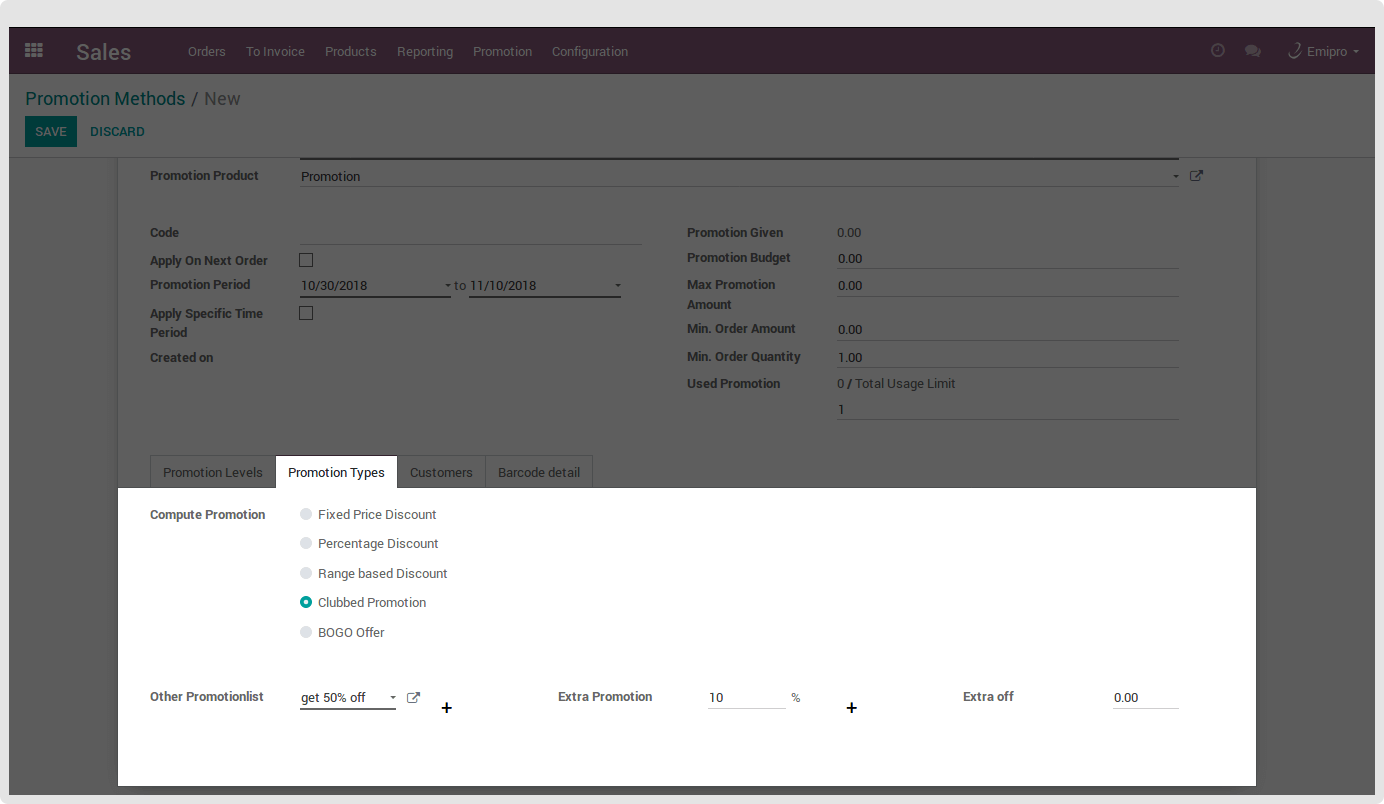 Sales Orders To Invoice Products Reporting Promotion Configuration Emipro
Promotion Methods / New
SAVE DISCARD
Promotion Product Promotion
Code
Apply On Next Order
Promotion Period 10/30/2018 to 11/10/2018
Apply Specific Time
Period
Created on
Promotion Given 0.00
Promotion Budget 0.00
Max Promotion 0.00
Amount
Min. Order Amount 0.00
Min. Order Quantity 1.00
Used Promotion 0 / Total Usage Limit
1
Promotion Levels Promotion Types Customers Barcode detail
Compute Promotion Fixed Price Discount
Percentage Discount
Range based Discount
Clubbed Promotion
BOGO Offer
Other Promotionlist get 50% off + Extra Promotion 10 % + Extra off 0.00